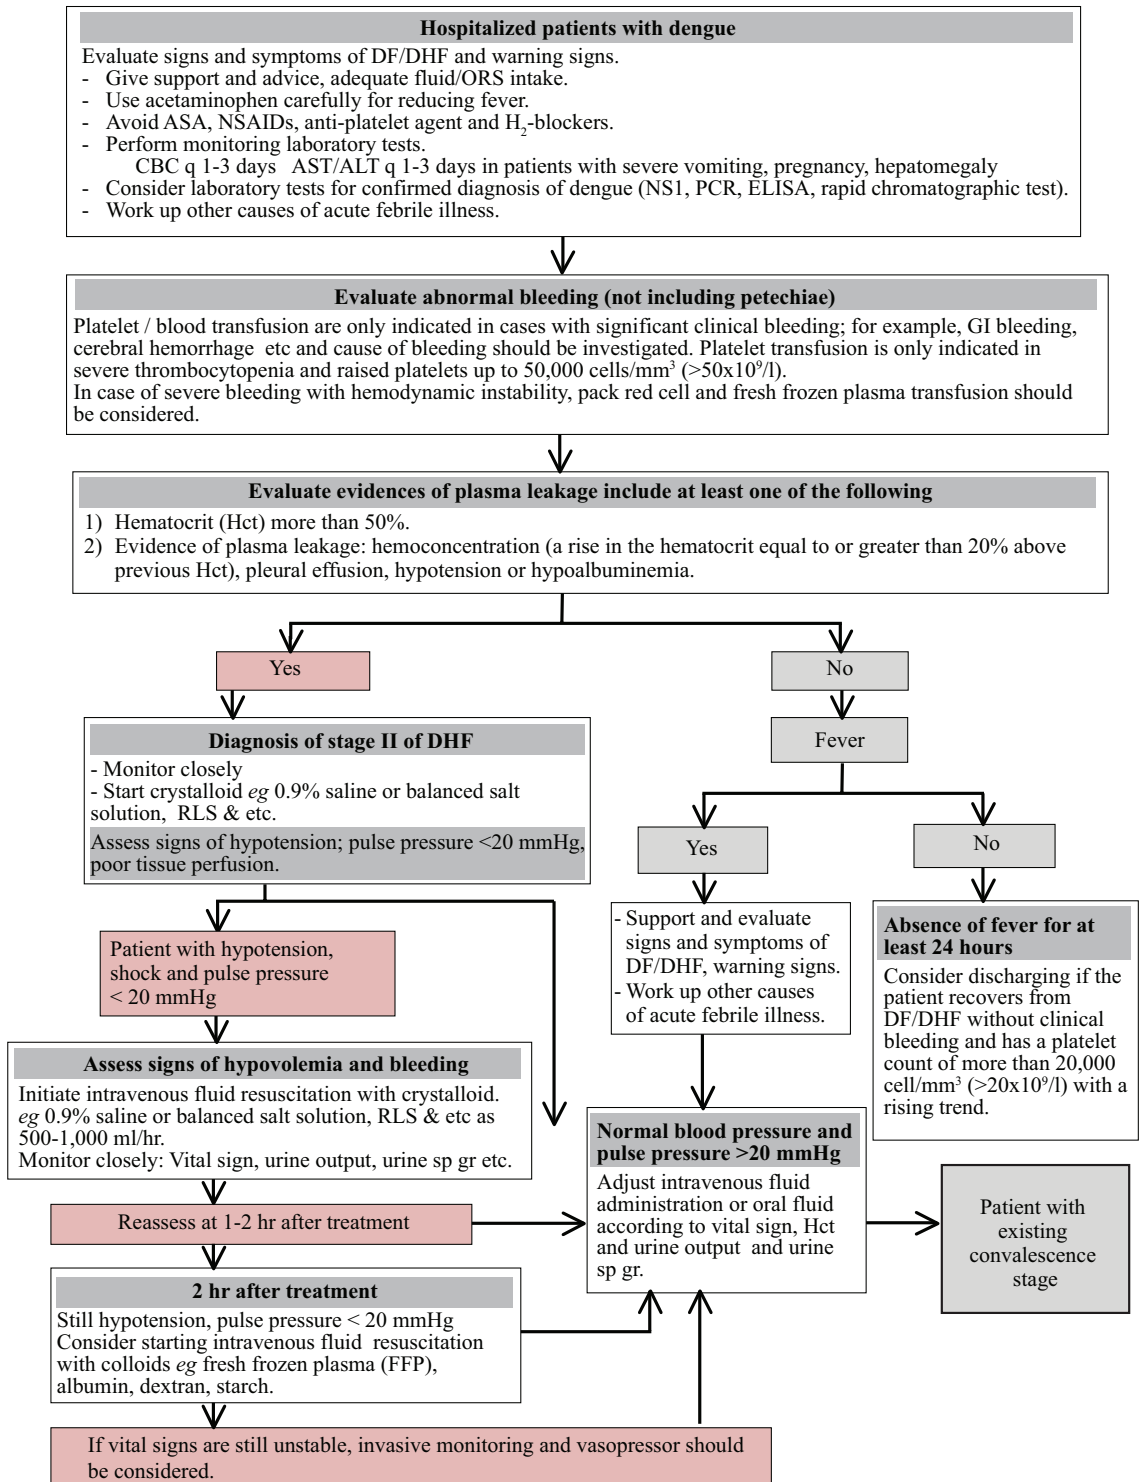 Hospitalized patients with dengue
Evaluate signs and symptoms of DF/DHF and warning signs.
- Give support and advice, adequate fluid/ORS intake.
- Use acetaminophen carefully for reducing fever.
- Avoid ASA, NSAIDs, anti-platelet agent and H₂-blockers.
- Perform monitoring laboratory tests.
CBC q 1-3 days AST/ALT q 1-3 days in patients with severe vomiting, pregnancy, hepatomegaly
- Consider laboratory tests for confirmed diagnosis of dengue (NS1, PCR, ELISA, rapid chromatographic test).
- Work up other causes of acute febrile illness.
Evaluate abnormal bleeding (not including petechiae)
Platelet / blood transfusion are only indicated in cases with significant clinical bleeding; for example, GI bleeding,
cerebral hemorrhage etc and cause of bleeding should be investigated. Platelet transfusion is only indicated in
severe thrombocytopenia and raised platelets up to 50,000 cells/mm³ (>50x10⁹/l).
In case of severe bleeding with hemodynamic instability, pack red cell and fresh frozen plasma transfusion should
be considered.
Evaluate evidences of plasma leakage include at least one of the following
1) Hematocrit (Hct) more than 50%.
2) Evidence of plasma leakage: hemoconcentration (a rise in the hematocrit equal to or greater than 20% above
previous Hct), pleural effusion, hypotension or hypoalbuminemia.
Yes
No
Diagnosis of stage II of DHF
- Monitor closely
- Start crystalloid eg 0.9% saline or balanced salt
solution, RLS & etc.
Assess signs of hypotension; pulse pressure <20 mmHg,
poor tissue perfusion.
Fever
Yes
No
Patient with hypotension,
shock and pulse pressure
< 20 mmHg
- Support and evaluate
signs and symptoms of
DF/DHF, warning signs.
- Work up other causes
of acute febrile illness.
Absence of fever for at
least 24 hours
Consider discharging if the
patient recovers from
DF/DHF without clinical
bleeding and has a platelet
count of more than 20,000
cell/mm³ (>20x10⁹/l) with a
rising trend.
Assess signs of hypovolemia and bleeding
Initiate intravenous fluid resuscitation with crystalloid.
eg 0.9% saline or balanced salt solution, RLS & etc as
500-1,000 ml/hr.
Monitor closely: Vital sign, urine output, urine sp gr etc.
Normal blood pressure and
pulse pressure >20 mmHg
Adjust intravenous fluid
administration or oral fluid
according to vital sign, Hct
and urine output and urine
sp gr.
Patient with
existing
convalescence
stage
Reassess at 1-2 hr after treatment
2 hr after treatment
Still hypotension, pulse pressure < 20 mmHg
Consider starting intravenous fluid resuscitation
with colloids eg fresh frozen plasma (FFP),
albumin, dextran, starch.
If vital signs are still unstable, invasive monitoring and vasopressor should
be considered.